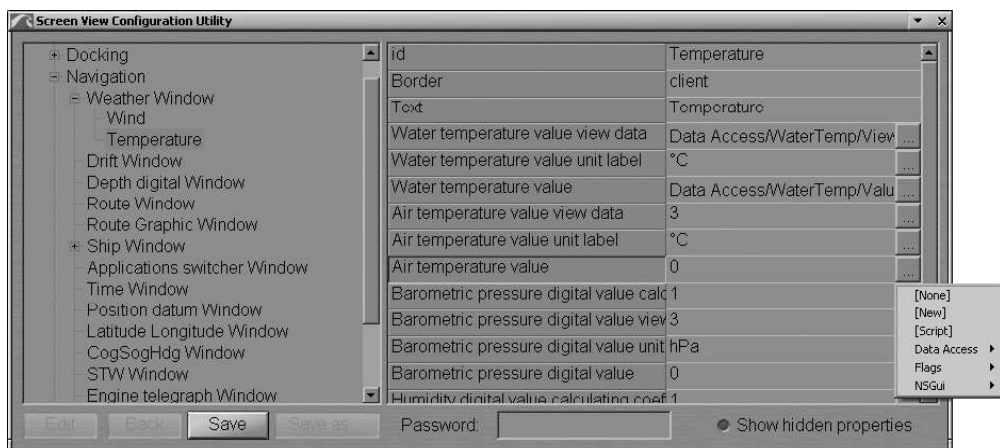 Screen View Configuration Utility
Docking
Navigation
Weather Window
Wind
Temperature
Drift Window
Depth digital Window
Route Window
Route Graphic Window
Ship Window
Applications switcher Window
Time Window
Position datum Window
Latitude Longitude Window
CogSogHdg Window
STW Window
Engine telegraph Window
id Temperature
Border client
Text Temperature
Water temperature value view data Data Access/WaterTemp/View ...
Water temperature value unit label °C ...
Water temperature value Data Access/WaterTemp/Valu ...
Air temperature value view data 3 ...
Air temperature value unit label °C ...
Air temperature value 0 ...
Barometric pressure digital value calc 1
Barometric pressure digital value view 3
Barometric pressure digital value unit hPa
Barometric pressure digital value 0
Humidity digital value calculating coef 1
[None]
[New]
[Script]
Data Access
Flags
NSGui
Edit Back Save Save as Password: Show hidden properties